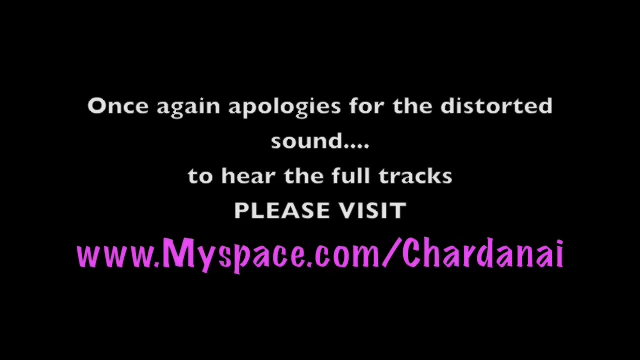 Once again apologies for the distorted
sound....
to hear the full tracks
PLEASE VISIT
www.Myspace.com/Chardanai